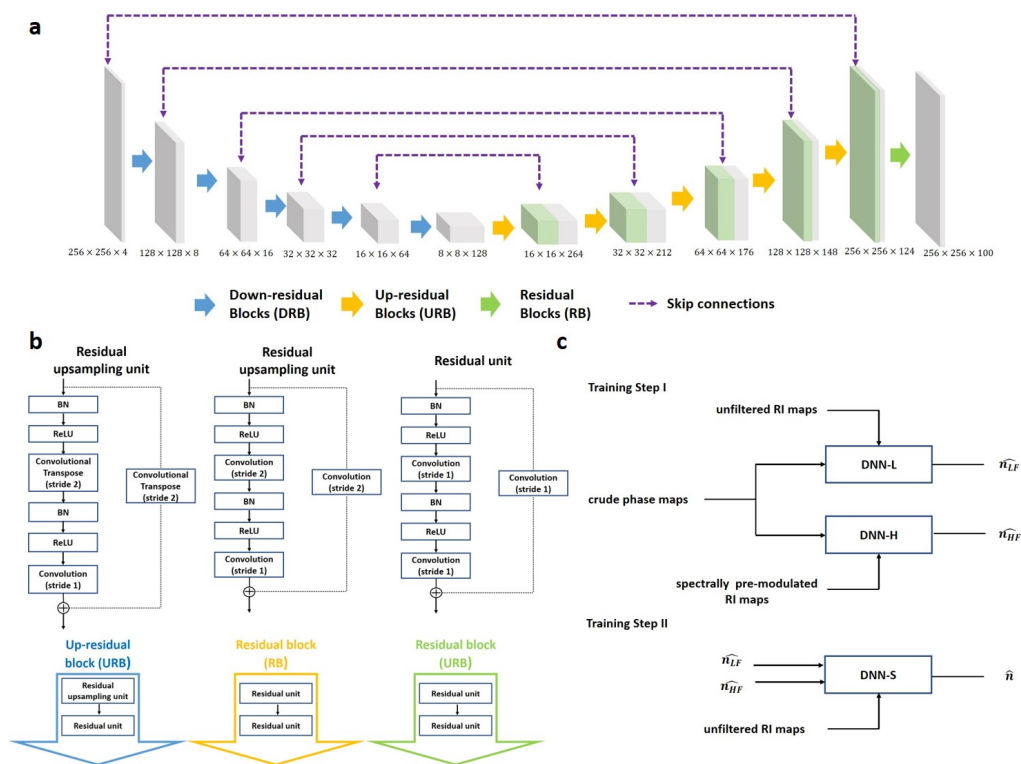 a
256 × 256 × 4
128 × 128 × 8
64 × 64 × 16
32 × 32 × 32
16 × 16 × 64
8 × 8 × 128
16 × 16 × 264
32 × 32 × 212
64 × 64 × 176
128 × 128 × 148
256 × 256 × 124
256 × 256 × 100
Down-residual
Blocks (DRB)
Up-residual
Blocks (URB)
Residual
Blocks (RB)
Skip connections
b
Residual
upsampling unit
BN
ReLU
Convolutional
Transpose
(stride 2)
BN
ReLU
Convolution
(stride 1)
Convolutional
Transpose
(stride 2)
Residual
upsampling unit
BN
ReLU
Convolution
(stride 2)
BN
ReLU
Convolution
(stride 1)
Convolution
(stride 2)
Residual unit
BN
ReLU
Convolution
(stride 1)
BN
ReLU
Convolution
(stride 1)
Convolution
(stride 1)
Up-residual
block (URB)
Residual
upsampling unit
Residual unit
Residual block
(RB)
Residual unit
Residual unit
Residual block
(URB)
Residual unit
Residual unit
c
Training Step I
unfiltered RI maps
DNN-L
n̂_LF
crude phase maps
DNN-H
n̂_HF
spectrally pre-modulated
RI maps
Training Step II
n̂_LF
n̂_HF
DNN-S
n̂
unfiltered RI maps